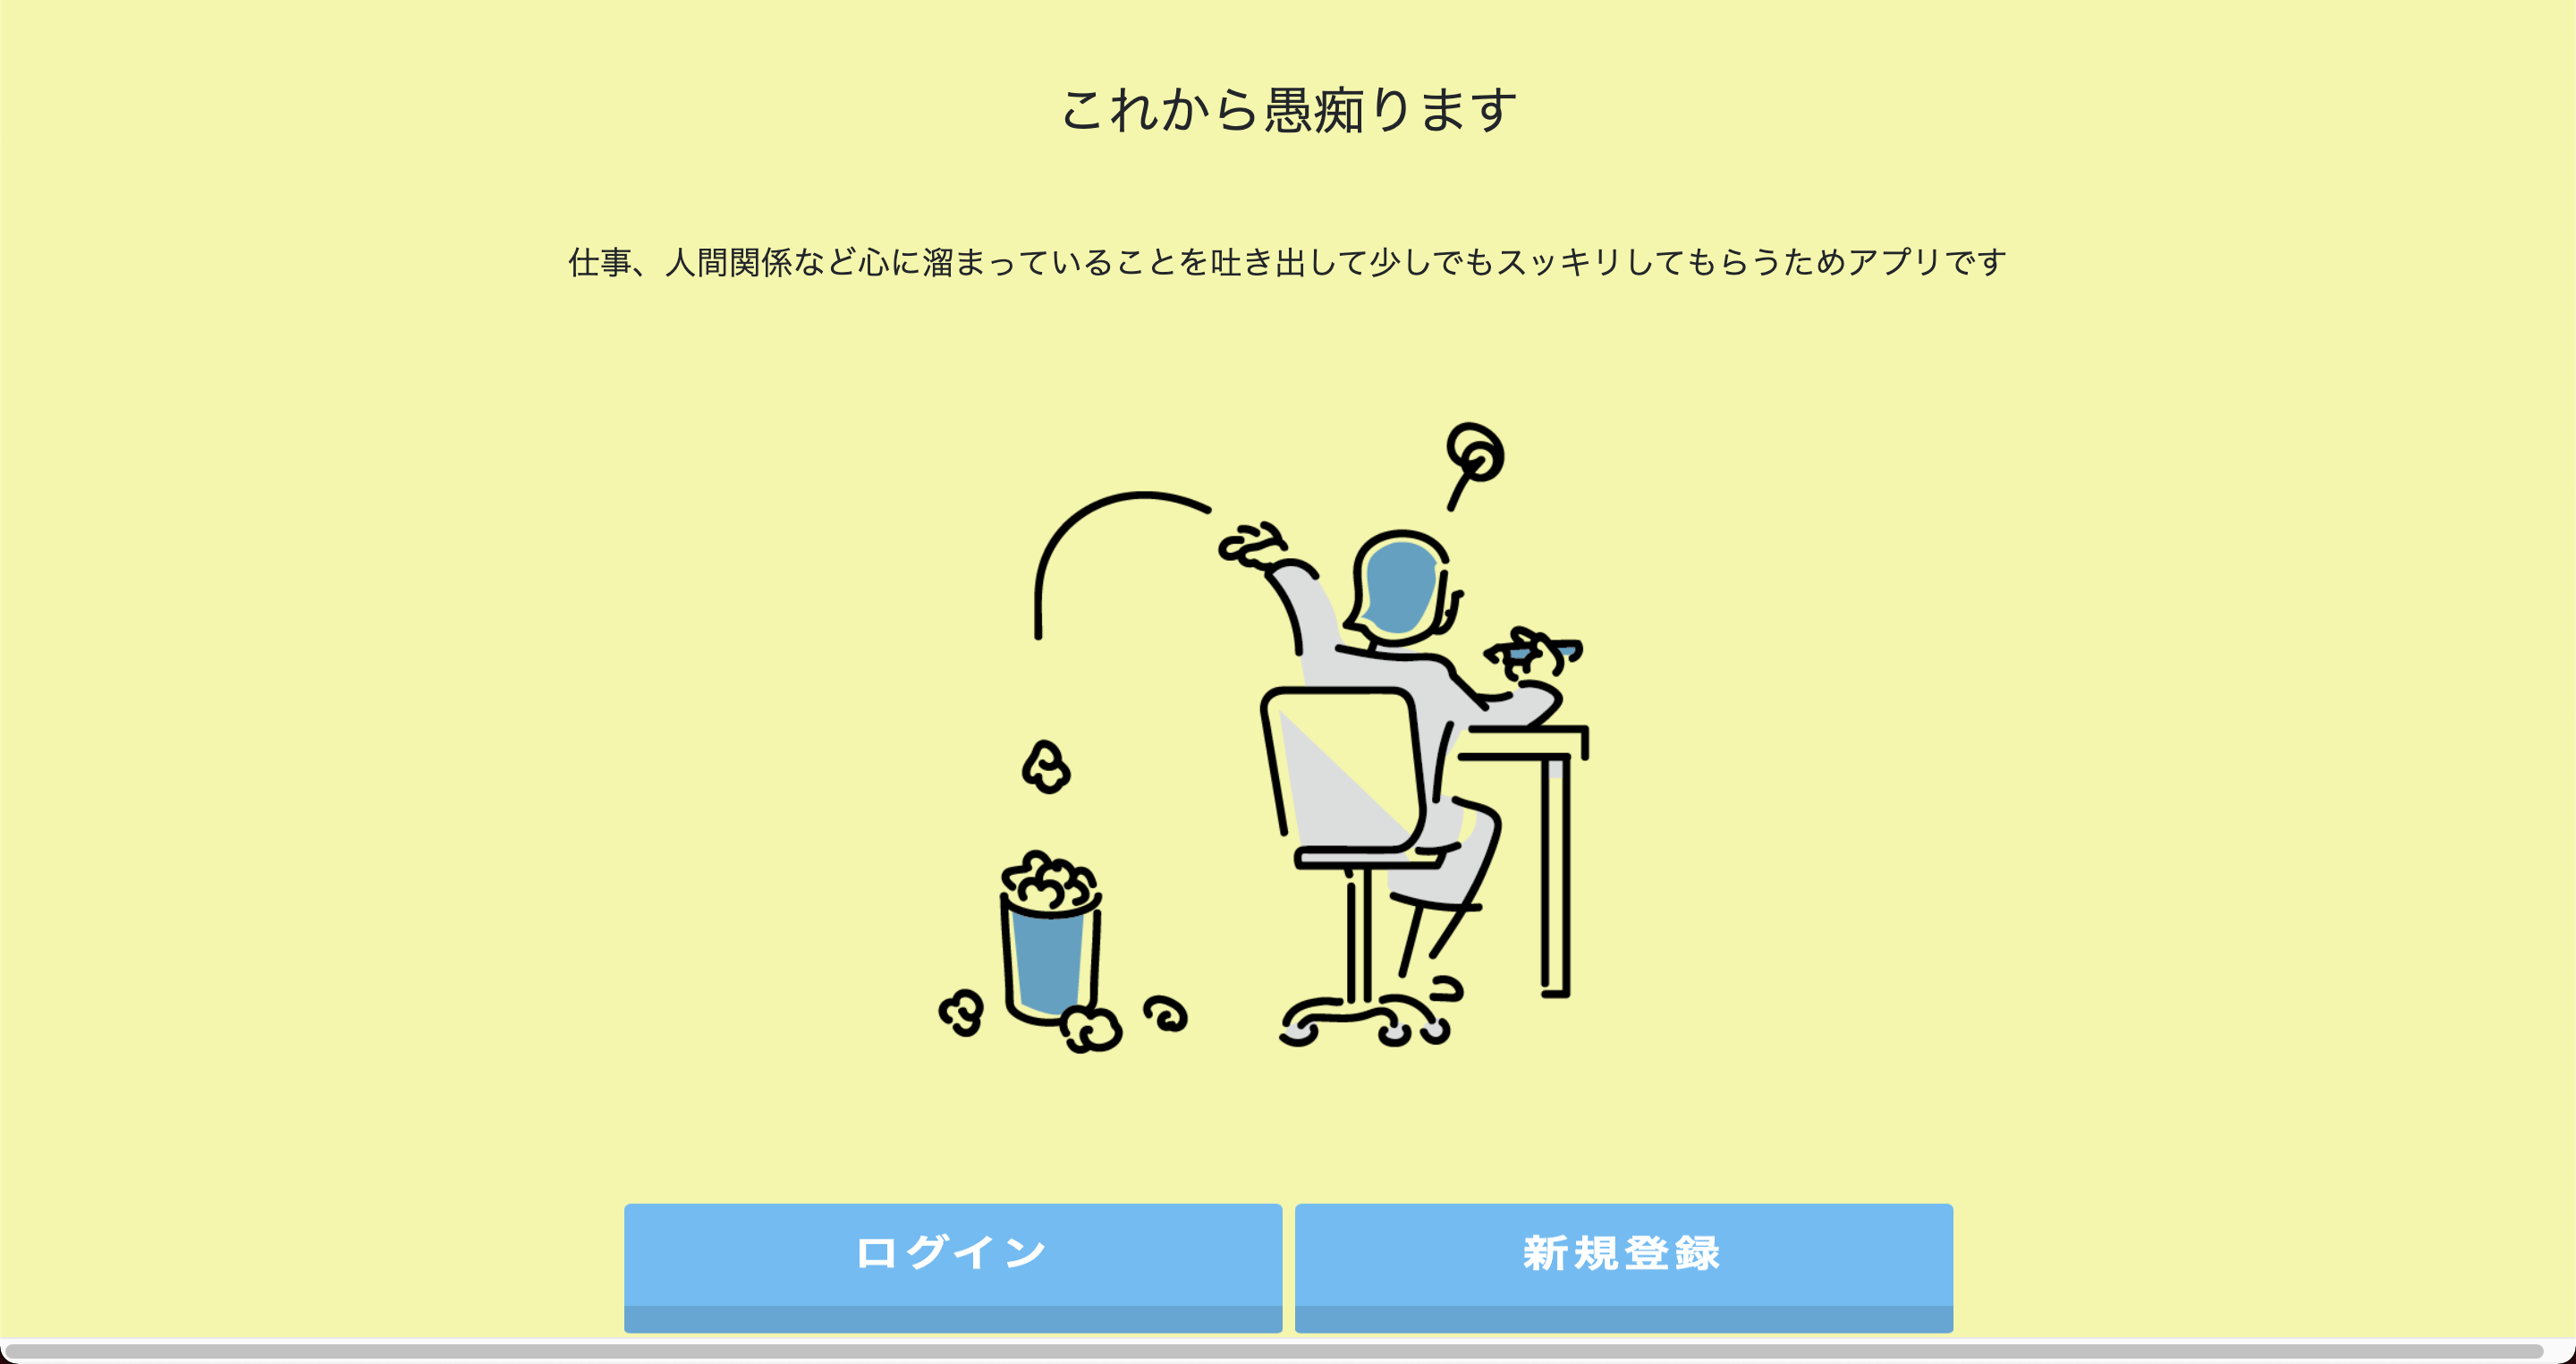 これから愚痴ります
仕事、人間関係など心に溜まっていることを吐き出して少しでもスッキリしてもらうためアプリです
ログイン
新規登録